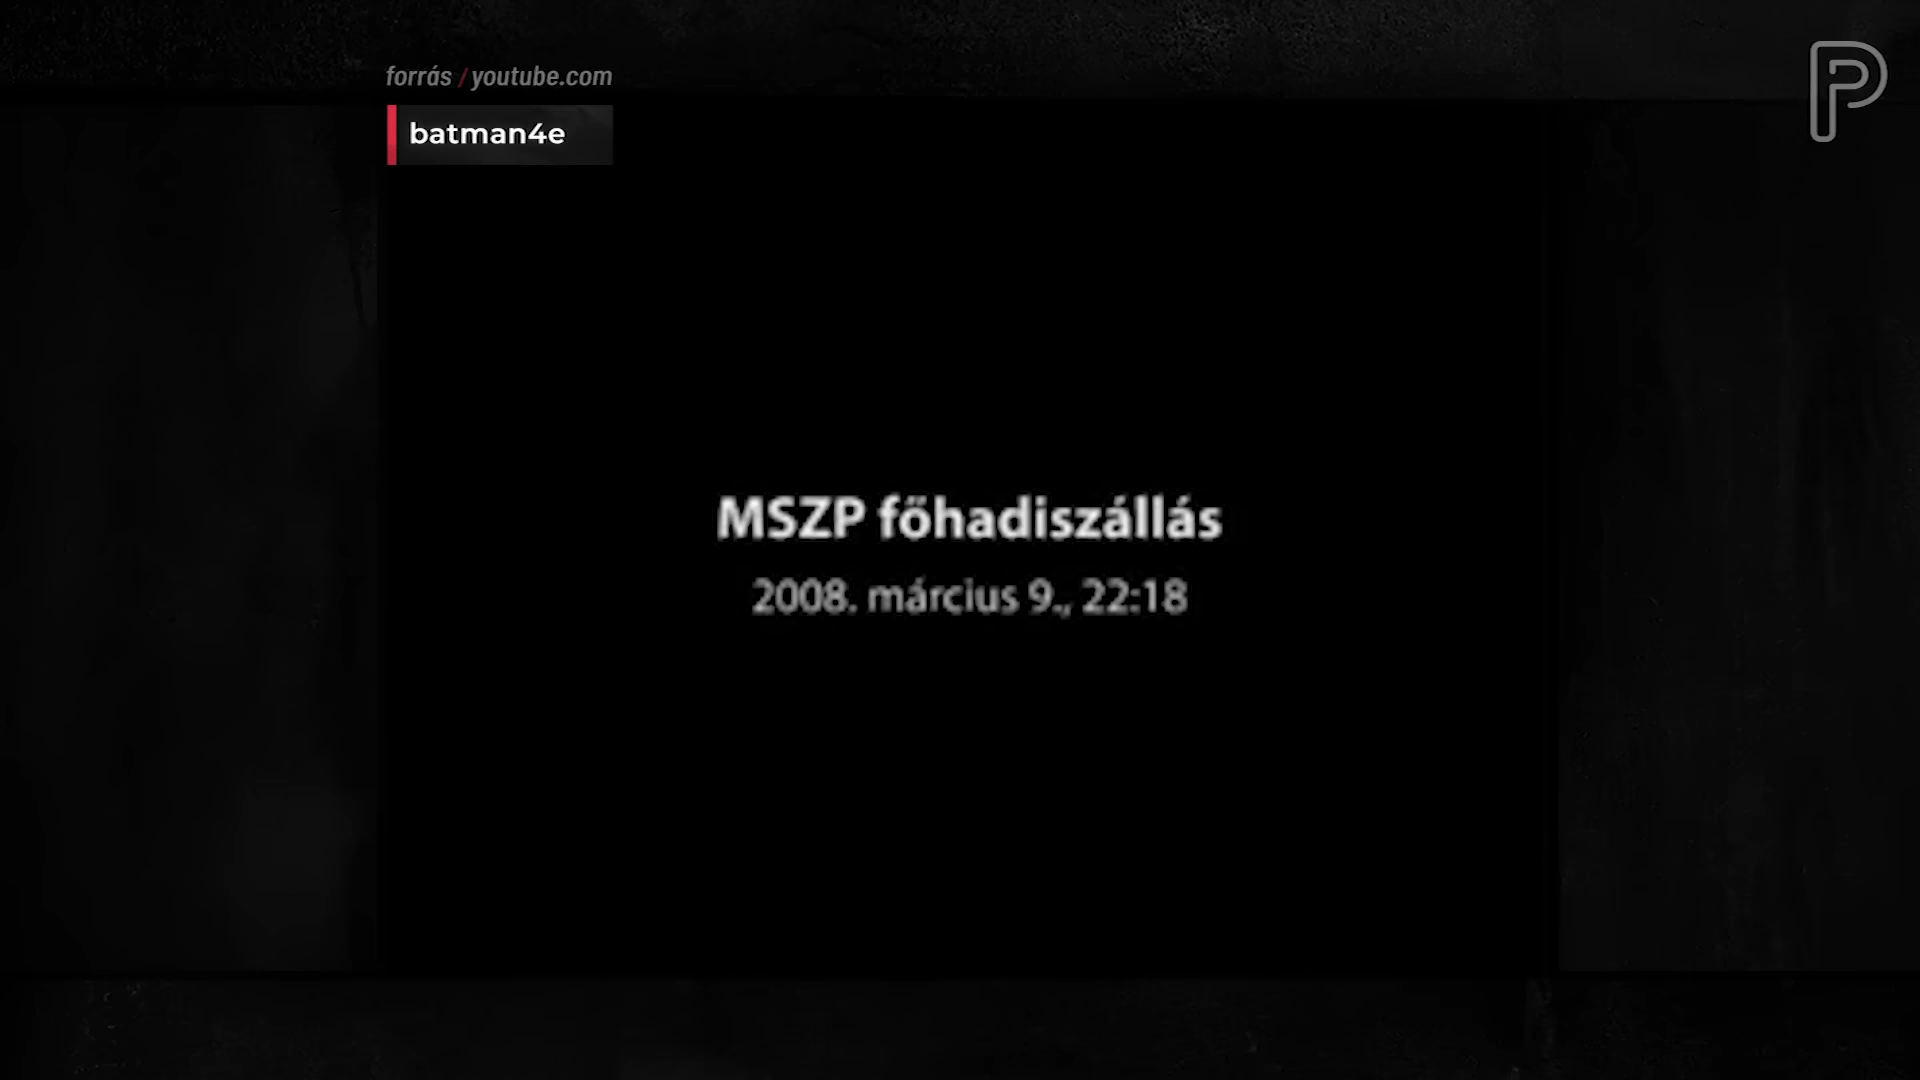 forrás / youtube.com
batman4e
MSZP főhadiszállás
2008. március 9., 22:18